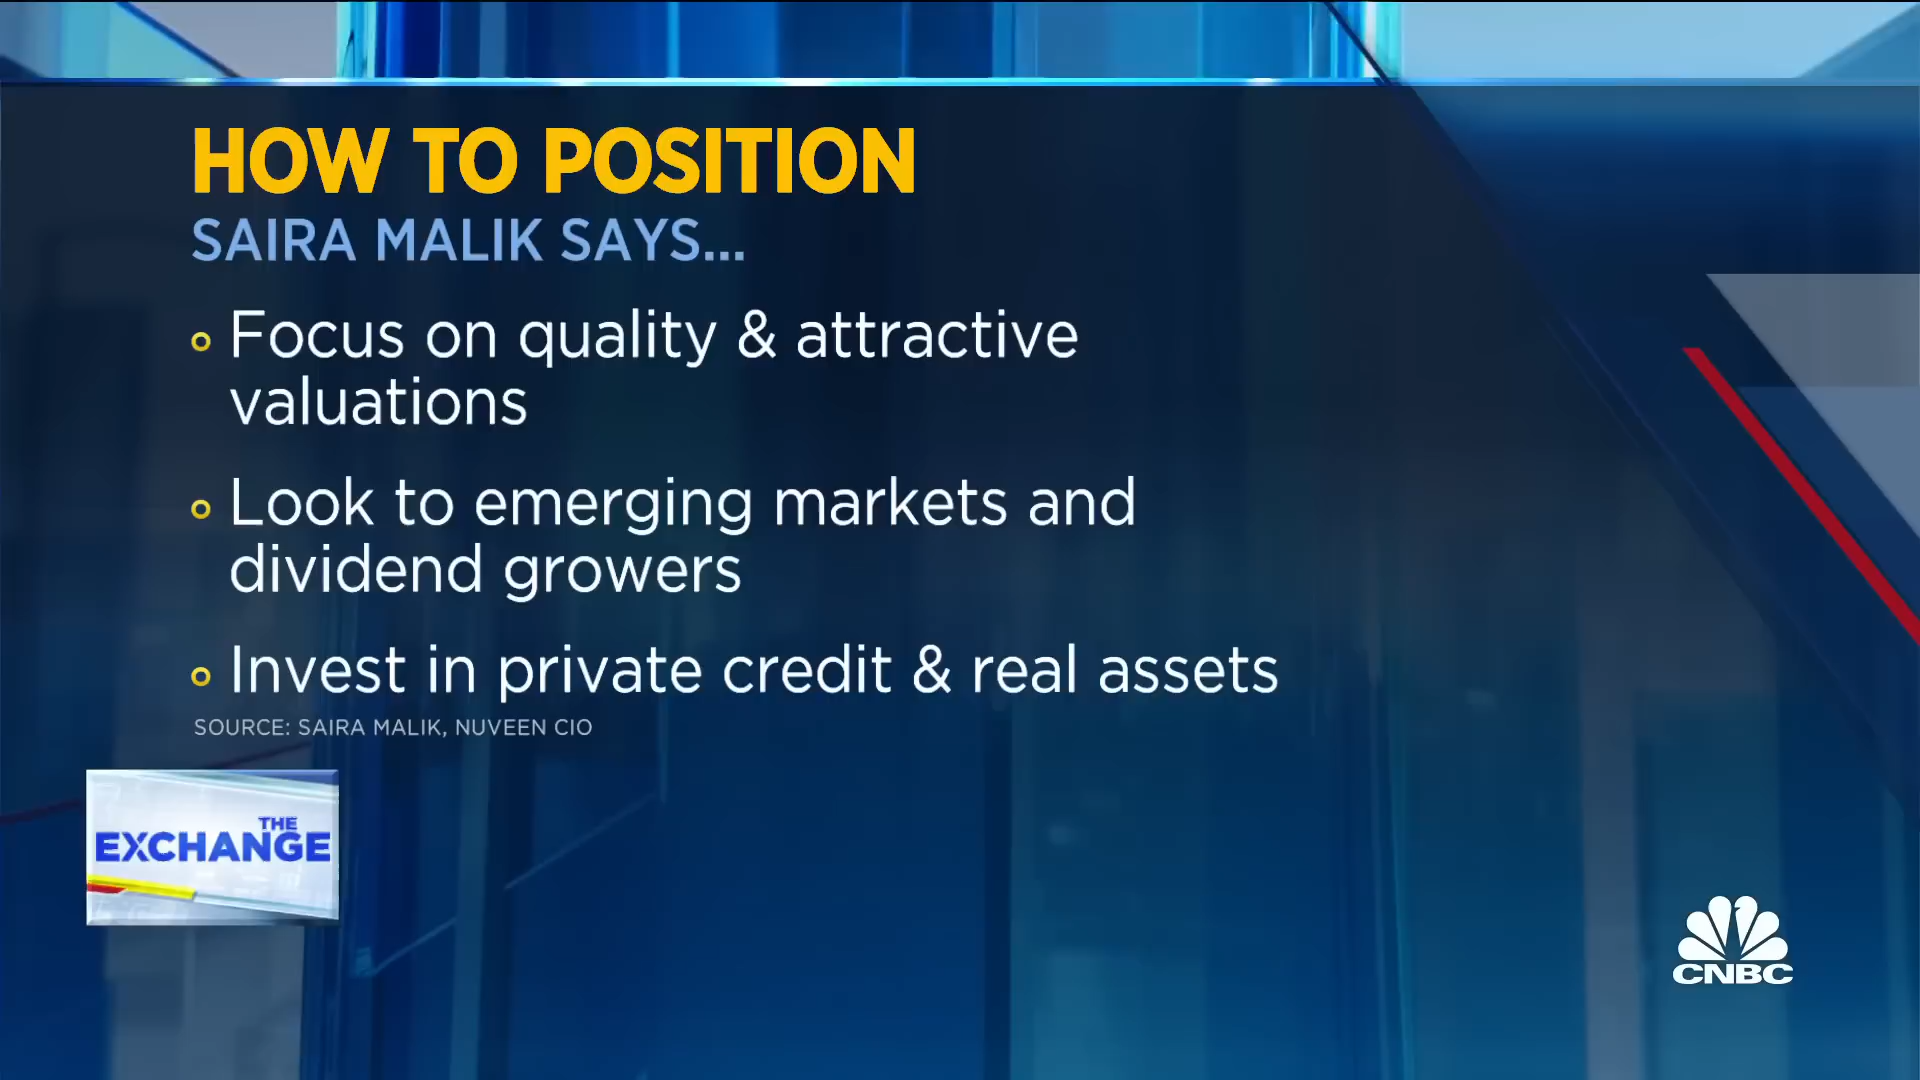 HOW TO POSITION
SAIRA MALIK SAYS...
Focus on quality & attractive
valuations
Look to emerging markets and
dividend growers
Invest in private credit & real assets
SOURCE: SAIRA MALIK, NUVEEN CIO
THE
EXCHANGE
CNBC